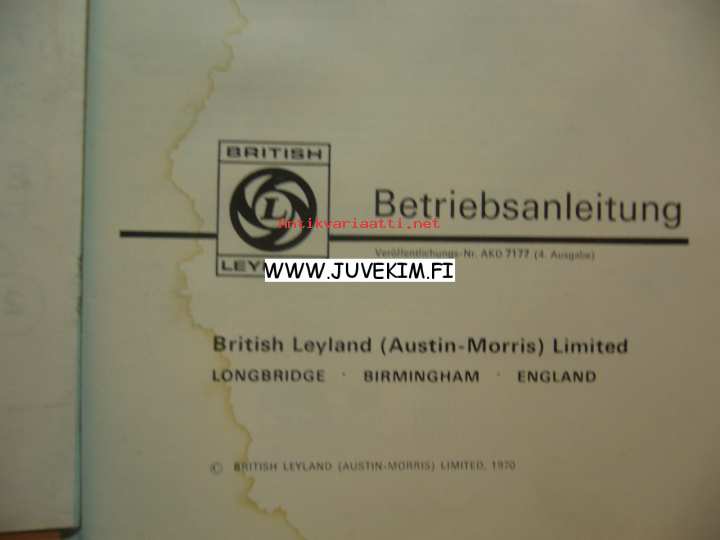 BRITISH
L
Betriebsanleitung
Antikvariaatti.net
Veröffentlichungs-Nr. AKD 7177 (4. Ausgabe)
WWW.JUVEKIM.FI
British Leyland (Austin-Morris) Limited
LONGBRIDGE · BIRMINGHAM · ENGLAND
© BRITISH LEYLAND (AUSTIN-MORRIS) LIMITED, 1970